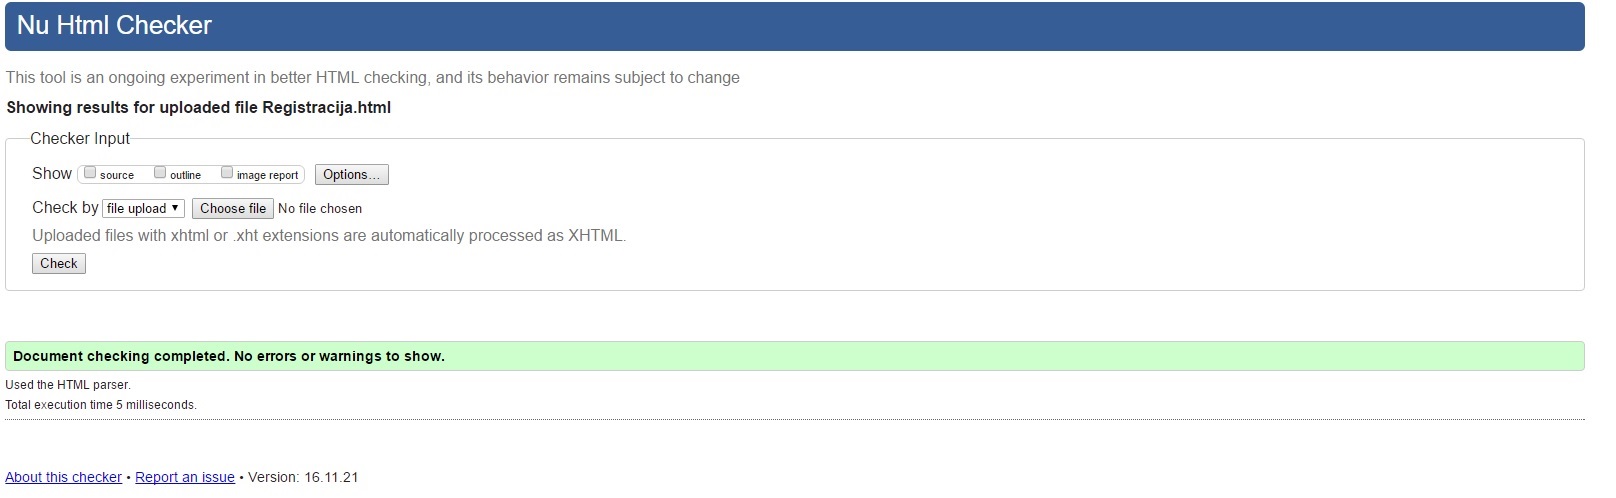 Nu Html Checker
This tool is an ongoing experiment in better HTML checking, and its behavior remains subject to change
Showing results for uploaded file Registracija.html
Checker Input
Show source outline image report Options...
Check by file upload Choose file No file chosen
Uploaded files with xhtml or .xht extensions are automatically processed as XHTML.
Check
Document checking completed. No errors or warnings to show.
Used the HTML parser.
Total execution time 5 milliseconds.
About this checker • Report an issue • Version: 16.11.21